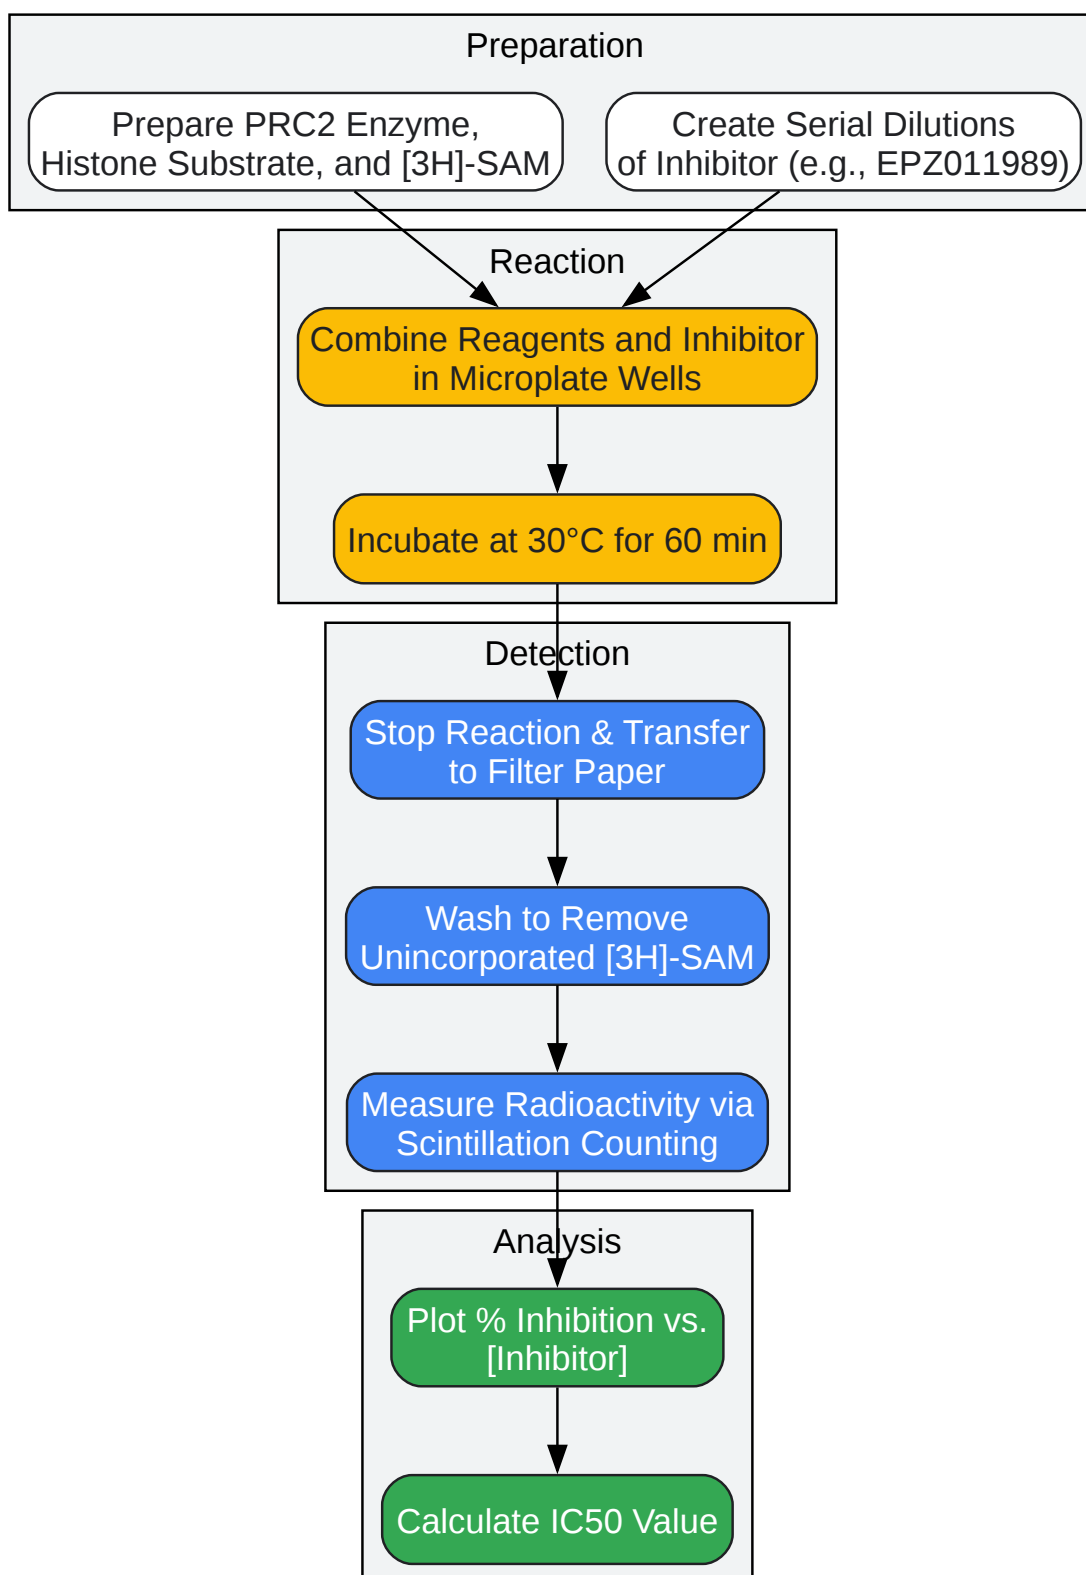 Preparation
Prepare PRC2 Enzyme,
Histone Substrate, and [3H]-SAM
Create Serial Dilutions
of Inhibitor (e.g., EPZ011989)
Reaction
Combine Reagents and Inhibitor
in Microplate Wells
Incubate at 30°C for 60 min
Detection
Stop Reaction & Transfer
to Filter Paper
Wash to Remove
Unincorporated [3H]-SAM
Measure Radioactivity via
Scintillation Counting
Analysis
Plot % Inhibition vs.
[Inhibitor]
Calculate IC50 Value